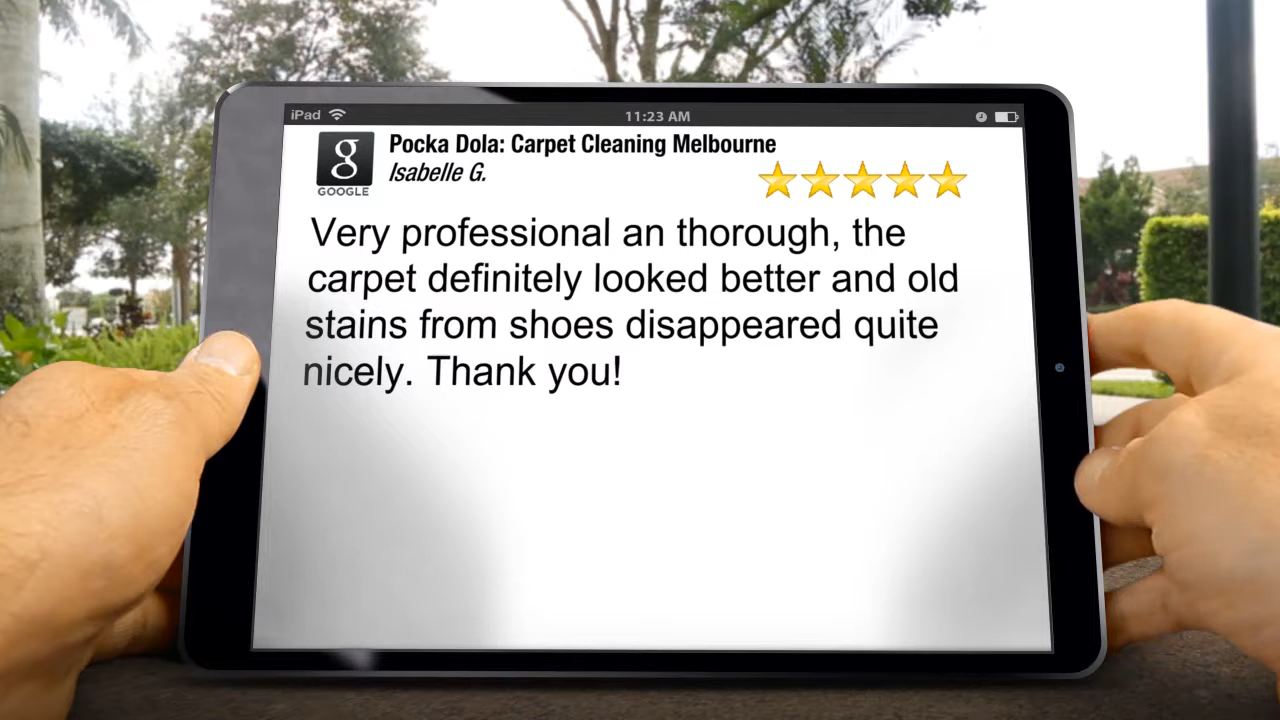 iPad 11:23 AM
g
GOOGLE
Pocka Dola: Carpet Cleaning Melbourne
Isabelle G.
Very professional an thorough, the
carpet definitely looked better and old
stains from shoes disappeared quite
nicely. Thank you!